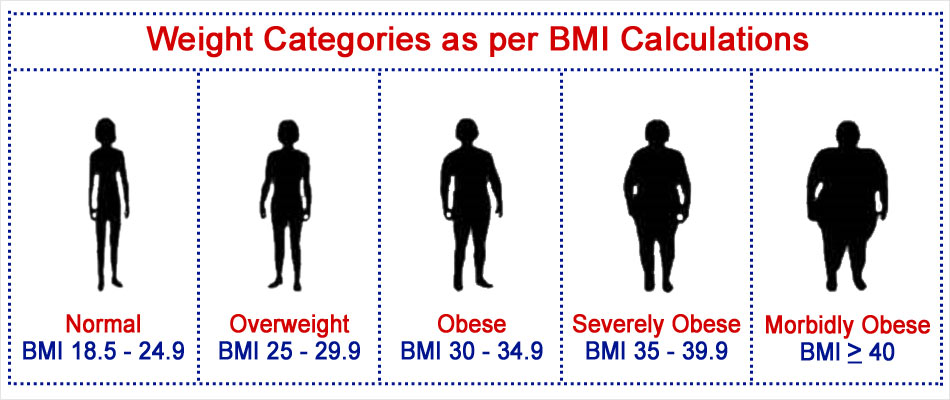 Weight Categories as per BMI Calculations
Normal
BMI 18.5 - 24.9
Overweight
BMI 25 - 29.9
Obese
BMI 30 - 34.9
Severely Obese
BMI 35 - 39.9
Morbidly Obese
BMI ≥ 40